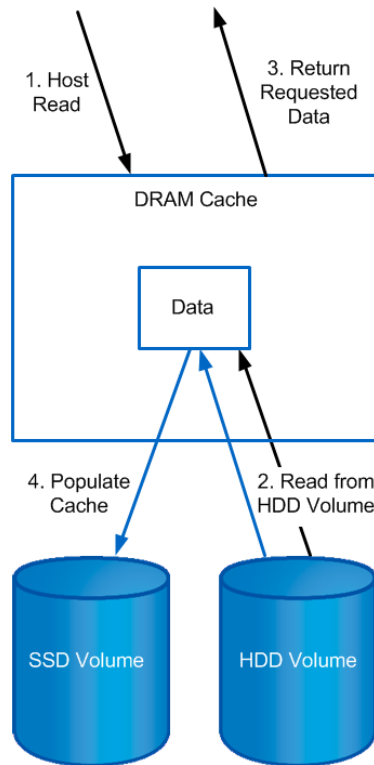 1. Host
Read
3. Return
Requested
Data
DRAM Cache
Data
4. Populate
Cache
2. Read from
HDD Volume
SSD Volume
HDD Volume